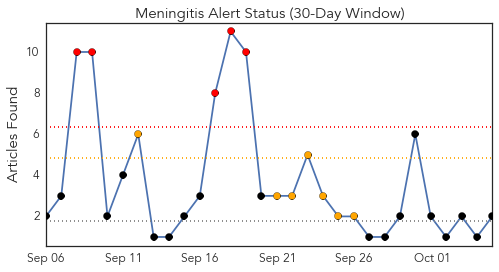 Meningitis Alert Status (30-Day Window)
Articles Found
10
8
6
4
2
Sep 06
Sep 11
Sep 16
Sep 21
Sep 26
Oct 01